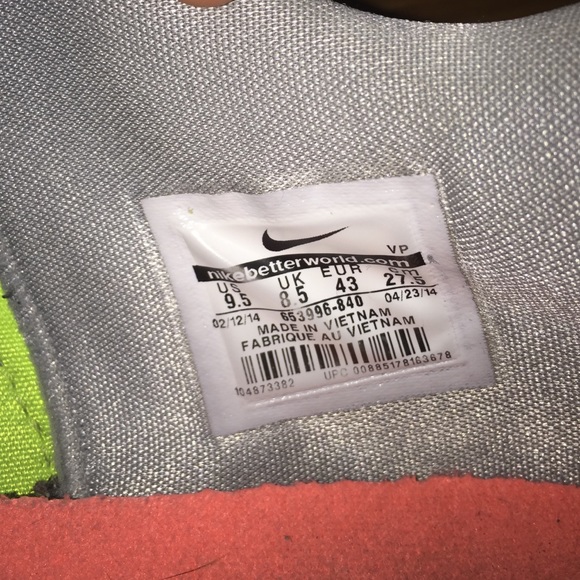 VP
nikebetterworld.com
US UK EUR cm
9.5 8.5 43 27.5
02/12/14 653996-840 04/23/14
MADE IN VIETNAM
FABRIQUE AU VIETNAM
104873382 UPC 00885178163678